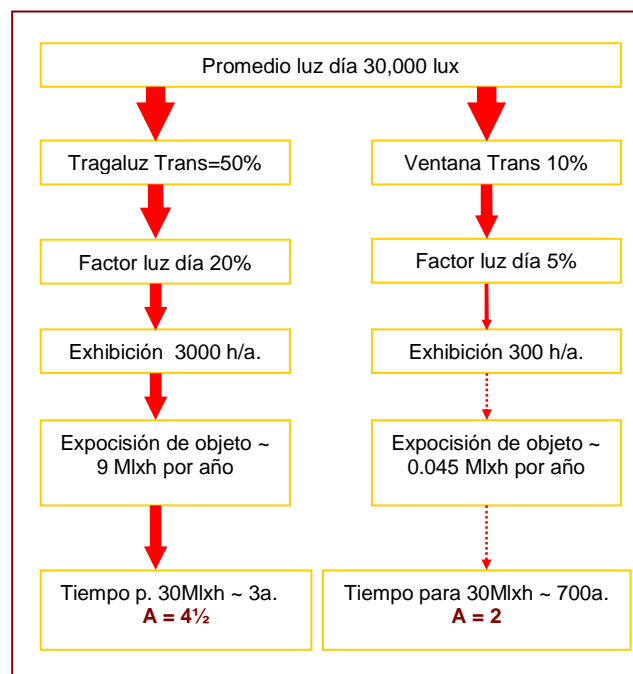 Promedio luz día 30,000 lux
Tragaluz Trans=50%
Ventana Trans 10%
Factor luz día 20%
Factor luz día 5%
Exhibición  3000 h/a.
Exhibición 300 h/a.
Expocisión de objeto ~
9 Mlxh por año
Expocisión de objeto ~
0.045 Mlxh por año
Tiempo p. 30Mlxh ~ 3a.
A = 4½
Tiempo para 30Mlxh ~ 700a.
A = 2